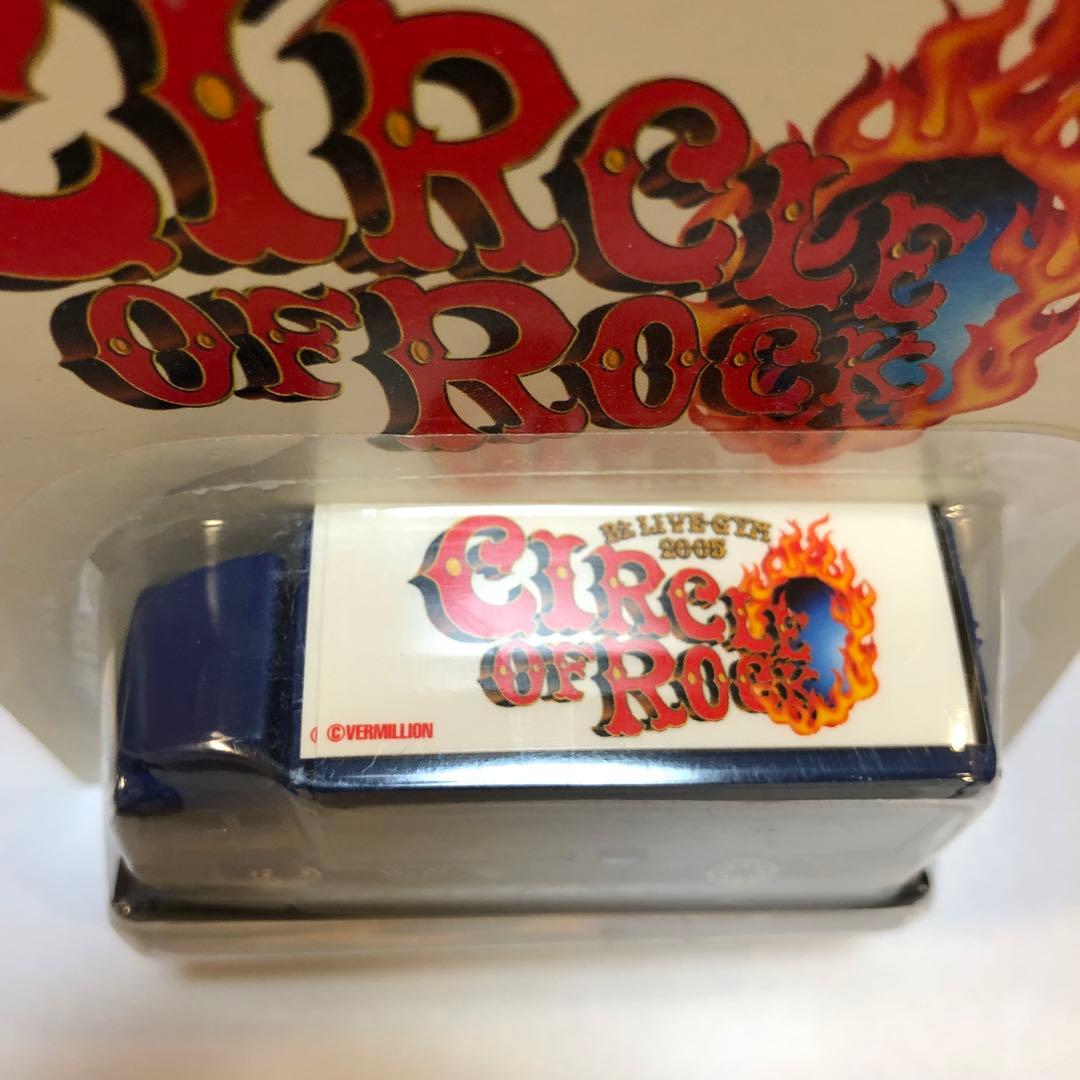 CIRCLE
OF ROCK
B'z LIVE-GYM
2005
CIRCLE
OF ROCK
©VERMILLION